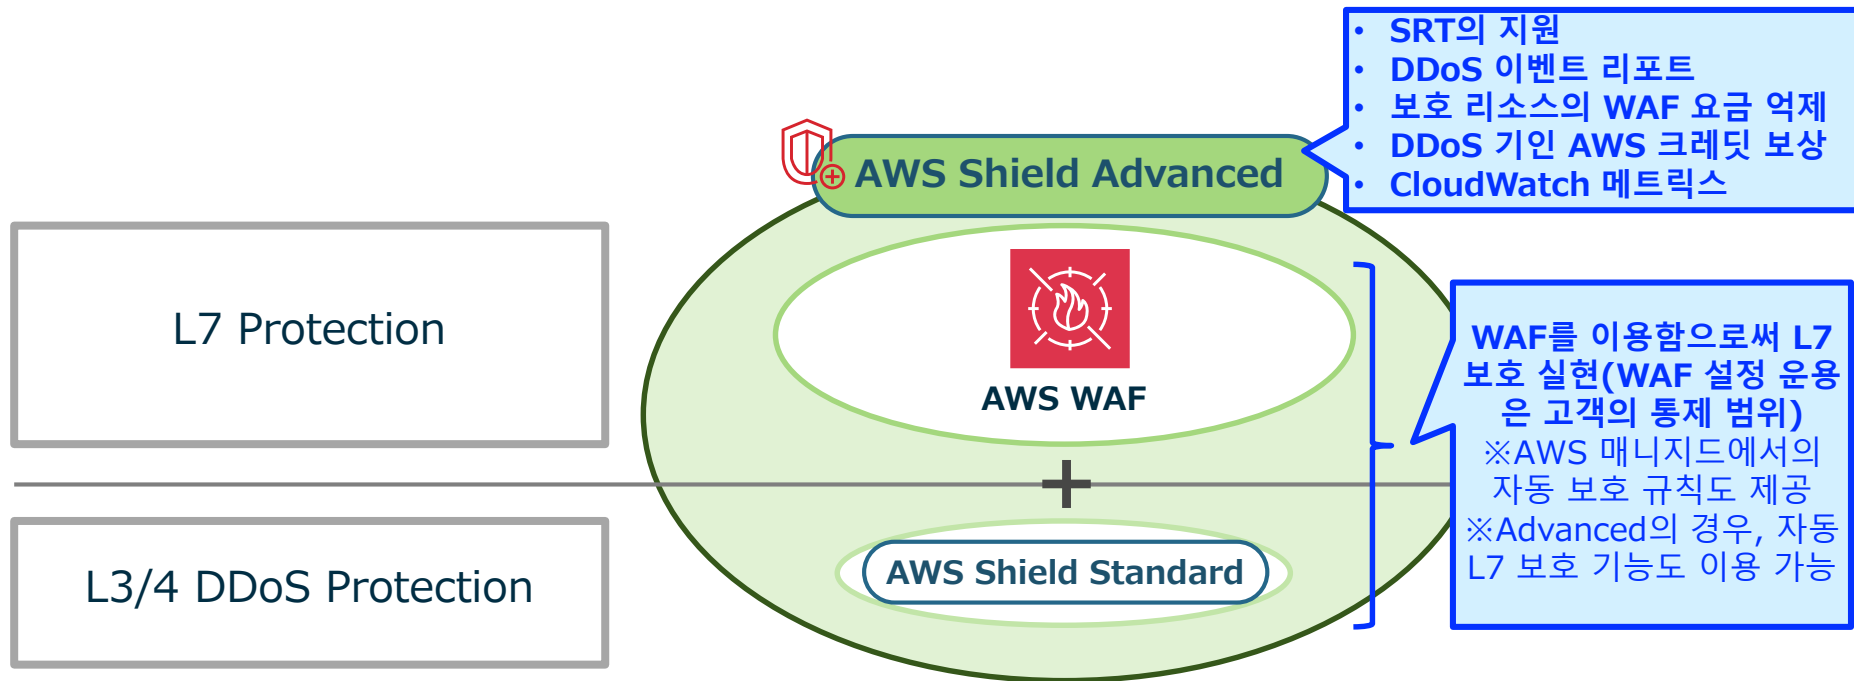 • SRT의 지원
• DDoS 이벤트 리포트
• 보호 리소스의 WAF 요금 억제
• DDoS 기인 AWS 크레딧 보상
• CloudWatch 메트릭스
AWS Shield Advanced
L7 Protection
AWS WAF
WAF를 이용함으로써 L7
보호 실현(WAF 설정 운용
은 고객의 통제 범위)
※AWS 매니지드에서의
자동 보호 규칙도 제공
※Advanced의 경우, 자동
L7 보호 기능도 이용 가능
+
L3/4 DDoS Protection
AWS Shield Standard